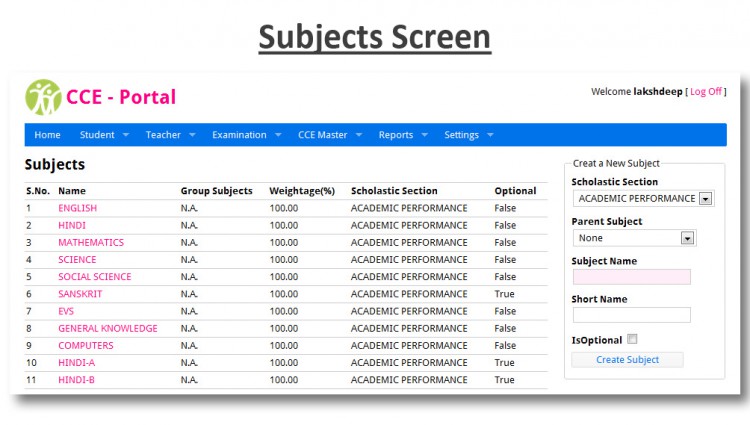 Subjects Screen
CCE - Portal
Welcome lakshdeep [ Log Off ]
Home Student Teacher Examination CCE Master Reports Settings
Subjects
S.No. Name Group Subjects Weightage(%) Scholastic Section Optional
1 ENGLISH N.A. 100.00 ACADEMIC PERFORMANCE False
2 HINDI N.A. 100.00 ACADEMIC PERFORMANCE False
3 MATHEMATICS N.A. 100.00 ACADEMIC PERFORMANCE False
4 SCIENCE N.A. 100.00 ACADEMIC PERFORMANCE False
5 SOCIAL SCIENCE N.A. 100.00 ACADEMIC PERFORMANCE False
6 SANSKRIT N.A. 100.00 ACADEMIC PERFORMANCE True
7 EVS N.A. 100.00 ACADEMIC PERFORMANCE False
8 GENERAL KNOWLEDGE N.A. 100.00 ACADEMIC PERFORMANCE False
9 COMPUTERS N.A. 100.00 ACADEMIC PERFORMANCE False
10 HINDI-A N.A. 100.00 ACADEMIC PERFORMANCE True
11 HINDI-B N.A. 100.00 ACADEMIC PERFORMANCE True
Creat a New Subject
Scholastic Section
ACADEMIC PERFORMANCE
Parent Subject
None
Subject Name
Short Name
IsOptional
Create Subject